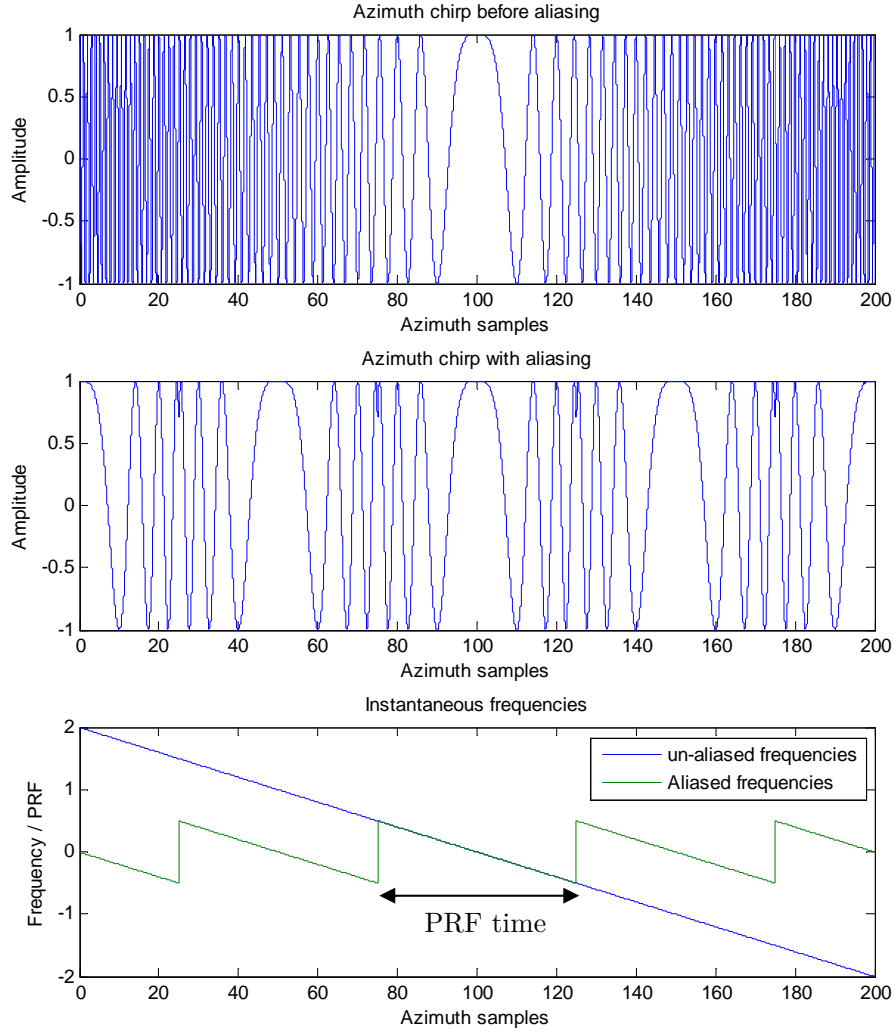 Azimuth chirp before aliasing
1
0.5
0
-0.5
-1
Amplitude
0 20 40 60 80 100 120 140 160 180 200
Azimuth samples
Azimuth chirp with aliasing
1
0.5
0
-0.5
-1
Amplitude
0 20 40 60 80 100 120 140 160 180 200
Azimuth samples
Instantaneous frequencies
2
1
0
-1
-2
Frequency / PRF
un-aliased frequencies
Aliased frequencies
PRF time
0 20 40 60 80 100 120 140 160 180 200
Azimuth samples